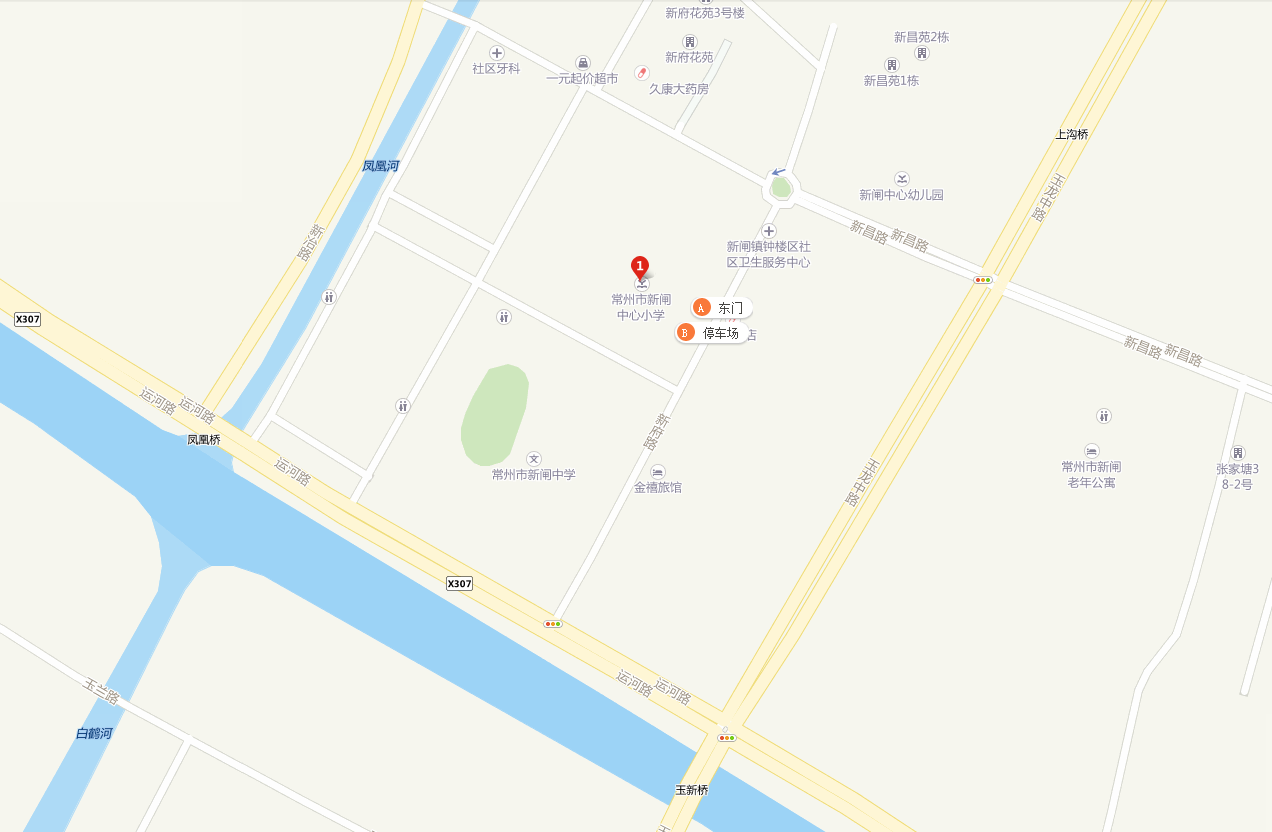 新府花苑3号楼
新昌苑2栋
社区牙科
一元起价超市
新府花苑
久康大药房
新昌苑1栋
上沟桥
凤凰河
玉龙中路
新闸中心幼儿园
新昌路
新昌路
新冶路
新闸镇钟楼区社
区卫生服务中心
1
常州市新闸
中心小学
A
东门
B
停车场
店
X307
新昌路
新昌路
运河路
运河路
凤凰桥
新府路
运河路
常州市新闸中学
金禧旅馆
玉龙中路
常州市新闸
老年公寓
张家塘3
8-2号
X307
运河路
运河路
玉兰路
白鹤河
玉新桥